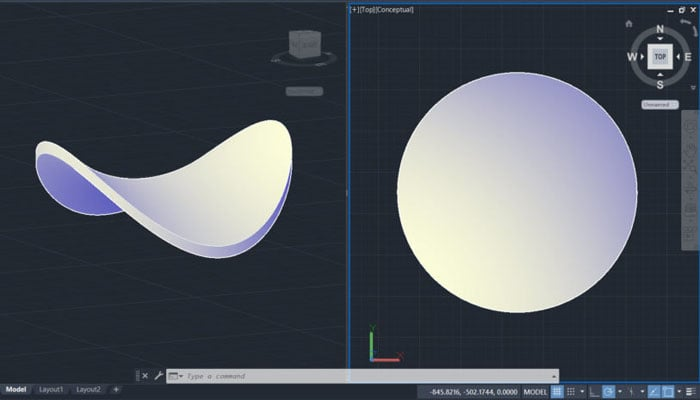 [+][Top][Conceptual]
N
W
TOP
E
S
Unnamed
Y
X
Type a command
Model
Layout1
Layout2
+
-845.8216, -502.1744, 0.0000
MODEL